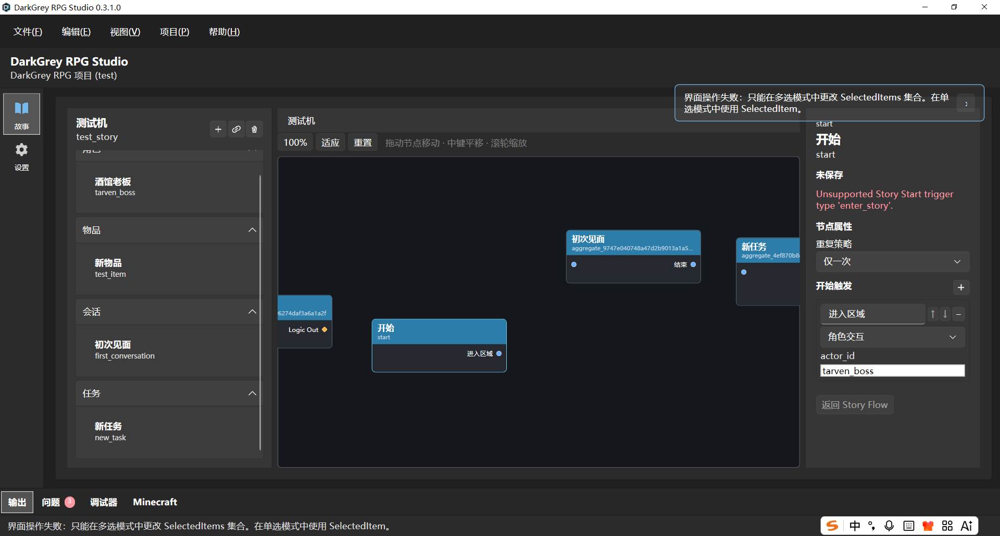 DarkGrey RPG Studio 0.3.1.0
文件(F) 编辑(E) 视图(V) 项目(P) 帮助(H)
DarkGrey RPG Studio
DarkGrey RPG 项目 (test)
界面操作失败：只能在多选模式中更改 SelectedItems 集合。在单
选模式中使用 SelectedItem。
故事
设置
测试机
test_story
角色
酒馆老板
tarven_boss
物品
新物品
test_item
会话
初次见面
first_conversation
任务
新任务
new_task
测试机
100% 适应 重置 拖动节点移动 · 中键平移 · 滚轮缩放
6274daf3a6a1a2f
Logic Out
开始
start
进入区域
初次见面
aggregate_9747e040748a47d2b9013a1a5...
结束
新任务
aggregate_4ef870b8
start
开始
start
未保存
Unsupported Story Start trigger
type 'enter_story'.
节点属性
重复策略
仅一次
开始触发
进入区域
角色交互
actor_id
tarven_boss
返回 Story Flow
输出 问题 3 调试器 Minecraft
界面操作失败：只能在多选模式中更改 SelectedItems 集合。在单选模式中使用 SelectedItem。
中